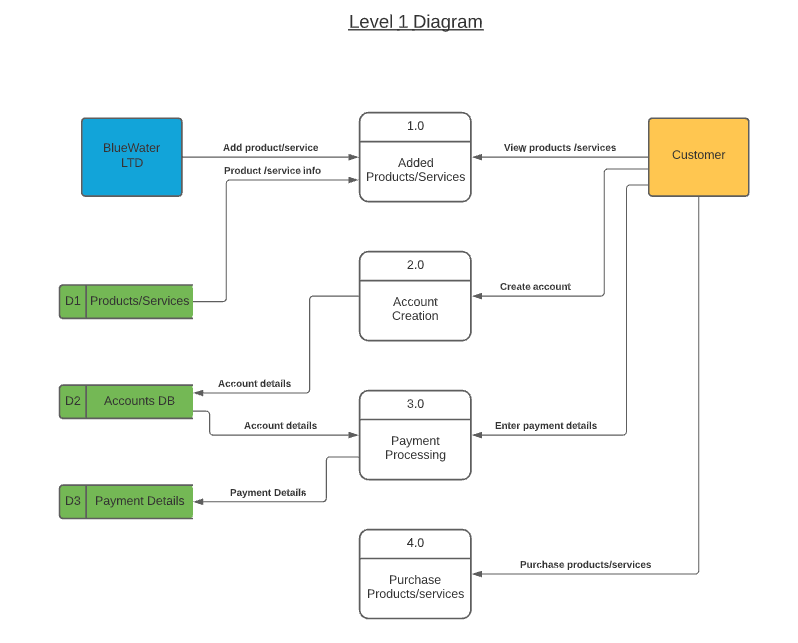 Level 1 Diagram
1.0
Added
Products/Services
BlueWater
LTD
Customer
Add product/service
View products /services
Product /service info
2.0
Account
Creation
Create account
D1 Products/Services
Account details
D2 Accounts DB
3.0
Payment
Processing
Account details
Enter payment details
Payment Details
D3 Payment Details
4.0
Purchase
Products/services
Purchase products/services